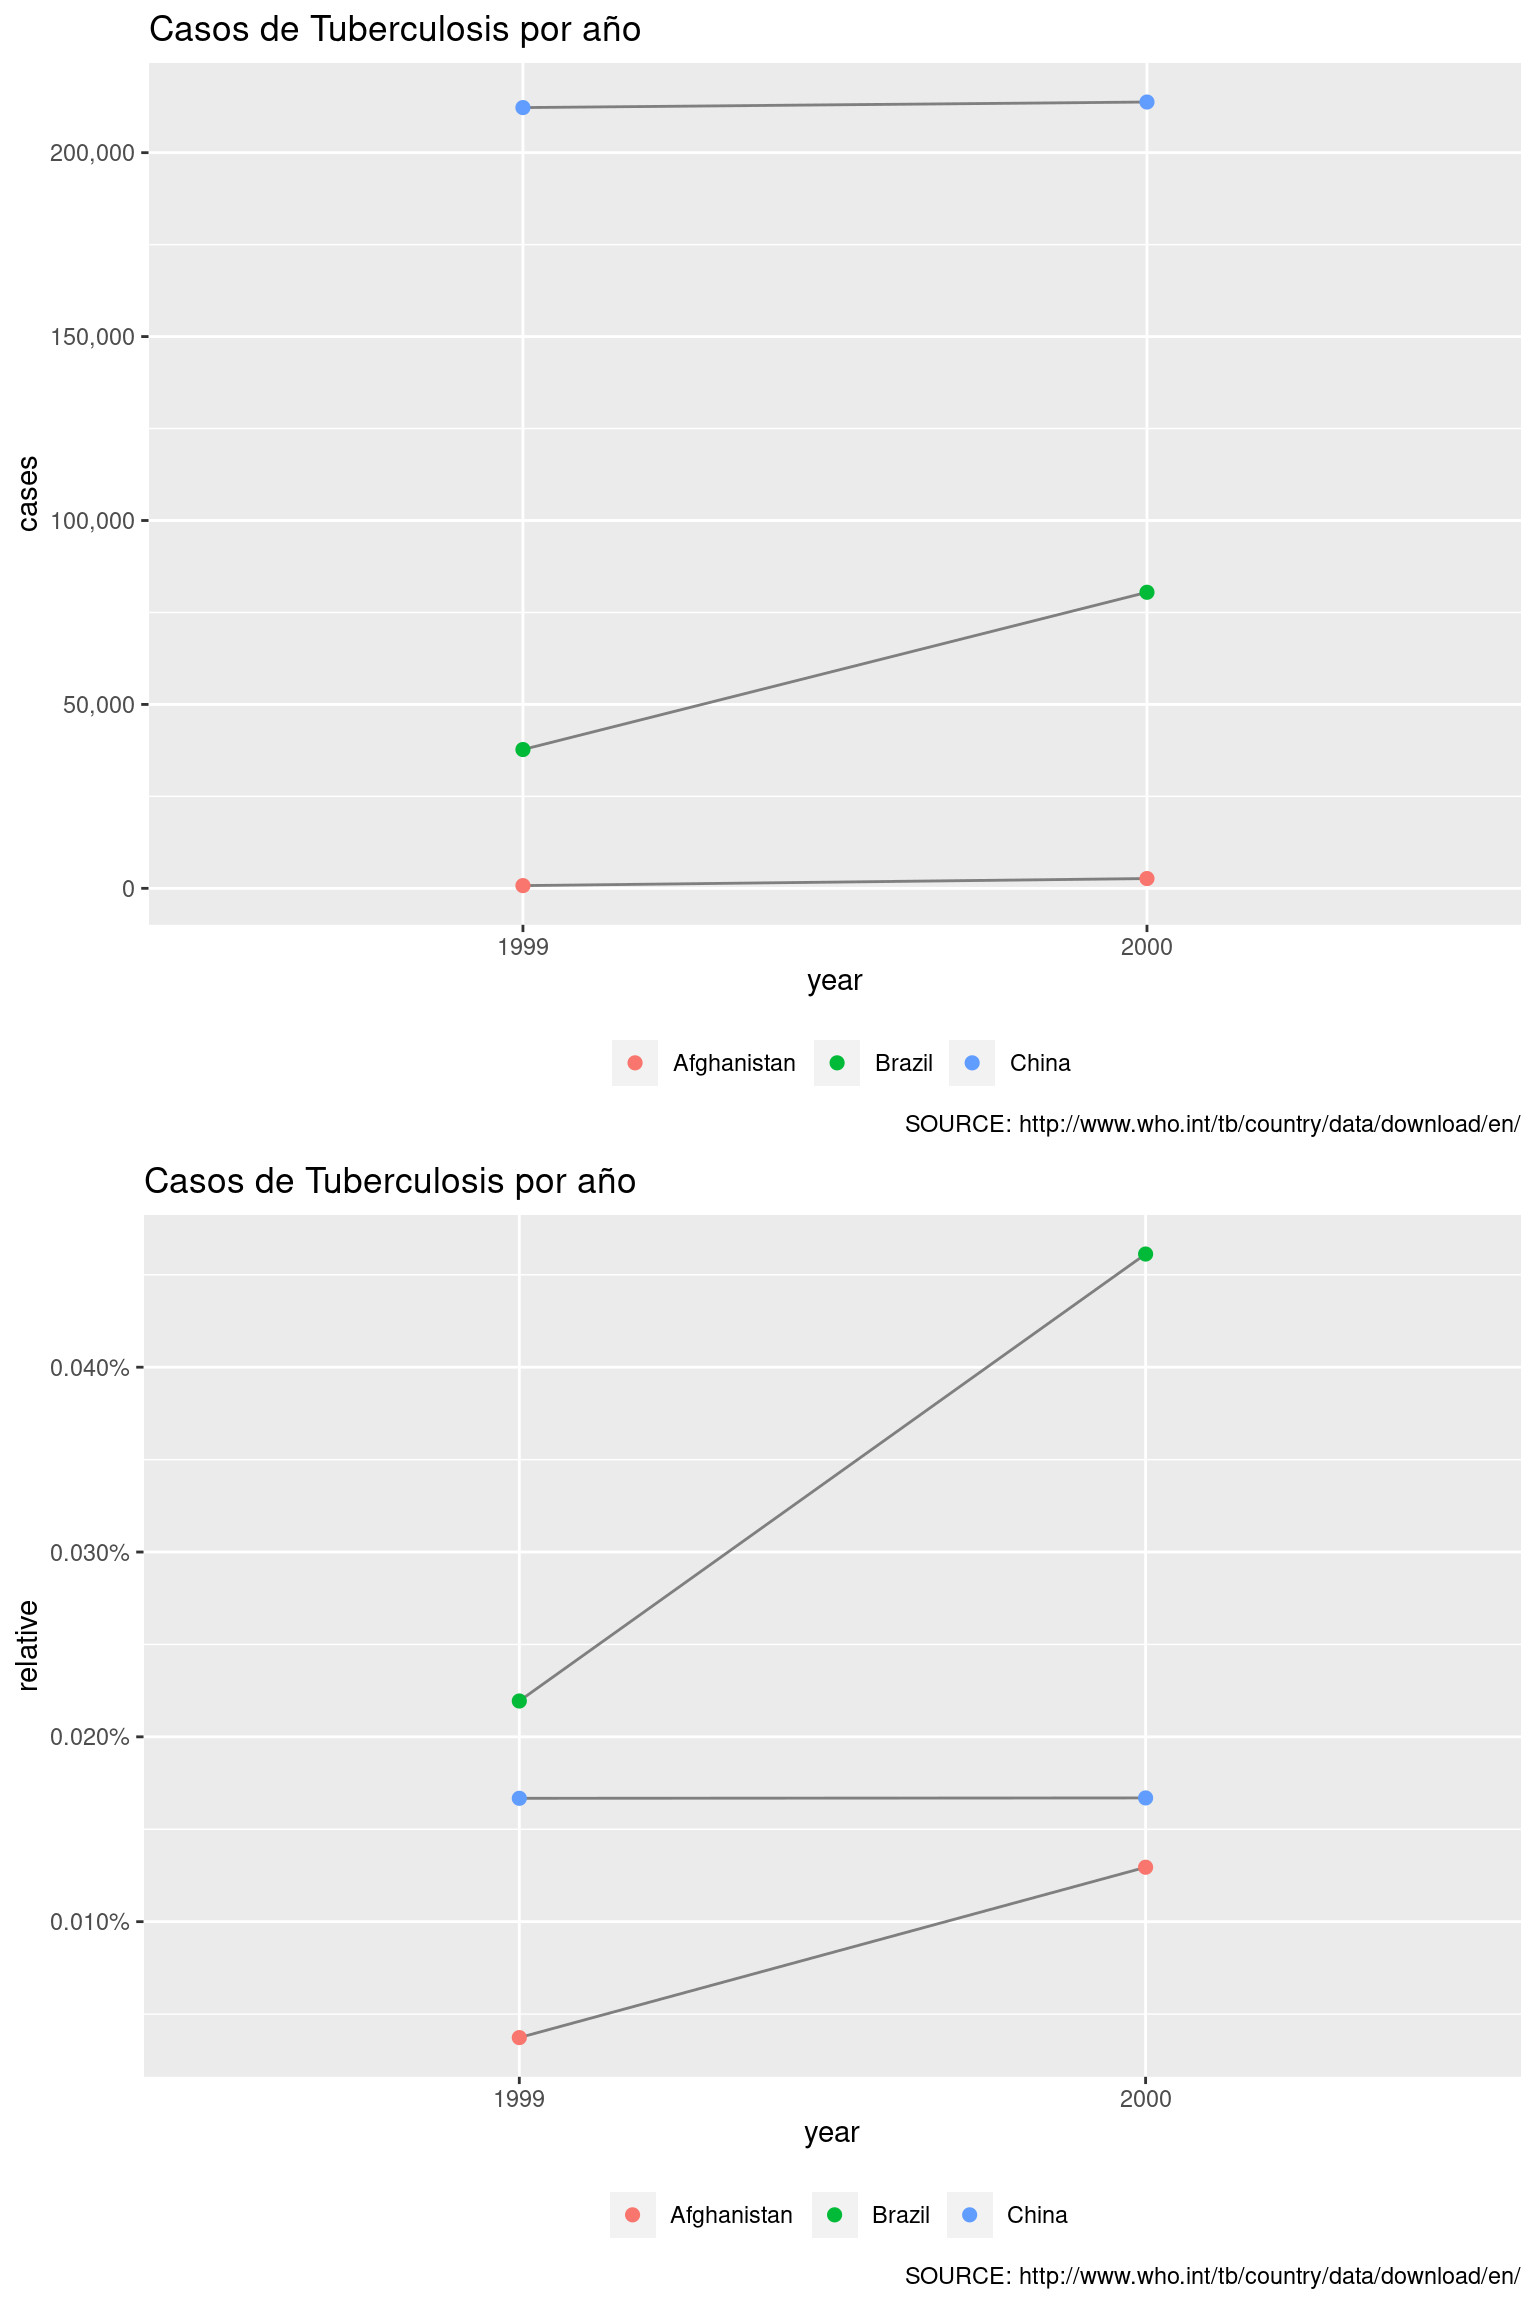 Casos de Tuberculosis por año
200,000
150,000
100,000
50,000
0
cases
1999 2000
year
Afghanistan Brazil China
SOURCE: http://www.who.int/tb/country/data/download/en/
Casos de Tuberculosis por año
0.040%
0.030%
0.020%
0.010%
relative
1999 2000
year
Afghanistan Brazil China
SOURCE: http://www.who.int/tb/country/data/download/en/